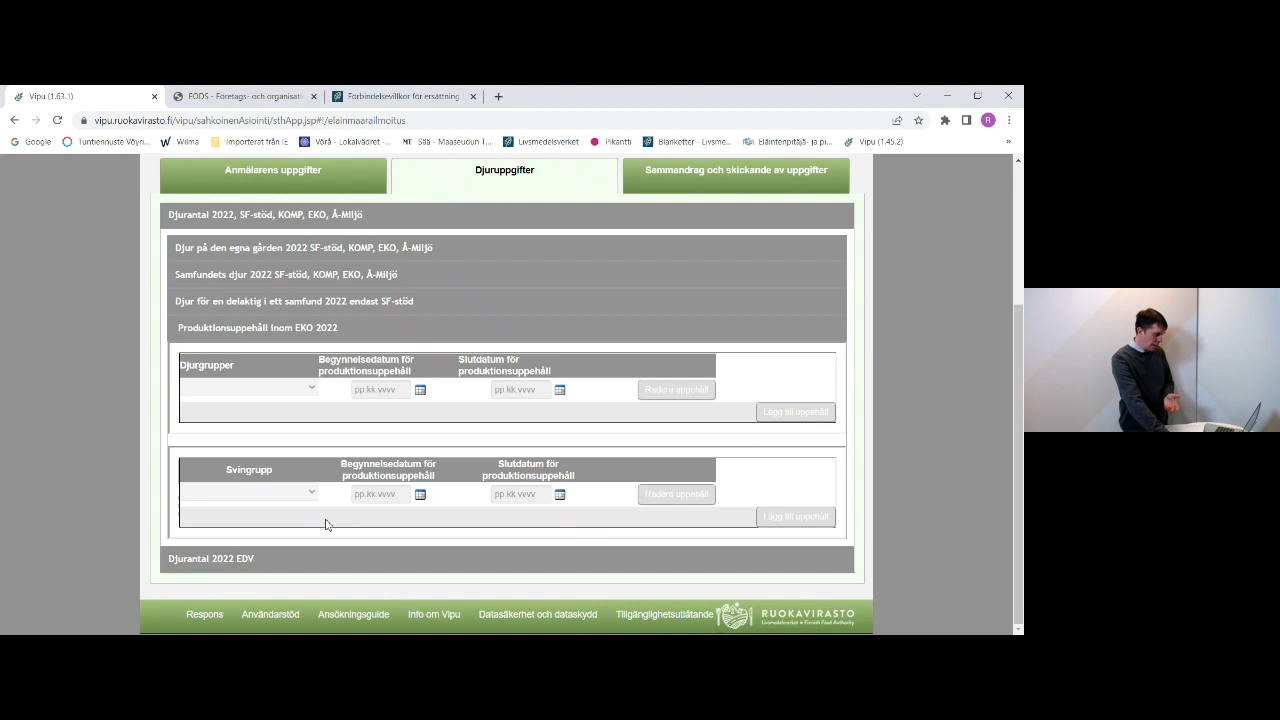 Vipu (1.63.1)
FODS - Företags- och organisati
Förbindelsevillkor för ersättning
vipu.ruokavirasto.fi/vipu/sahkoinenAsiointi/sthApp.jsp#!/elainmaarailmoitus
R
Google
Tuntiennuste Vöyri...
Wilma
Importerat från IE
Vörå - Lokalvädret -...
Sää - Maaseudun T...
Livsmedelsverket
Pikantti
Blanketter - Livsme...
Eläintenpitäjä- ja pi...
Vipu (1.45.2)
»
Anmälarens uppgifter
Djuruppgifter
Sammandrag och skickande av uppgifter
Djurantal 2022, SF-stöd, KOMP, EKO, Å-Miljö
Djur på den egna gården 2022 SF-stöd, KOMP, EKO, Å-Miljö
Samfundets djur 2022 SF-stöd, KOMP, EKO, Å-Miljö
Djur för en delaktig i ett samfund 2022 endast SF-stöd
Produktionsuppehåll inom EKO 2022
Djurgrupper
Begynnelsedatum för produktionsuppehåll
Slutdatum för produktionsuppehåll
pp.kk.vvvv
pp.kk.vvvv
Radera uppehåll
Lägg till uppehåll
Svingrupp
Begynnelsedatum för produktionsuppehåll
Slutdatum för produktionsuppehåll
pp.kk.vvvv
pp.kk.vvvv
Radera uppehåll
Lägg till uppehåll
Djurantal 2022 EDV
Respons
Användarstöd
Ansökningsguide
Info om Vipu
Datasäkerhet och dataskydd
Tillgänglighetsutlåtande
RUOKAVIRASTO
Livsmedelsverket • Finnish Food Authority